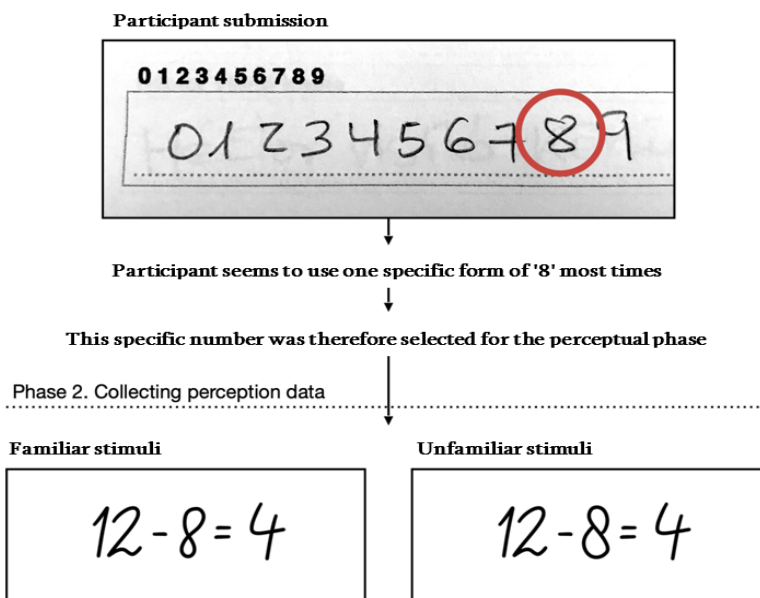 Participant submission
0123456789
0123456789
Participant seems to use one specific form of '8' most times
This specific number was therefore selected for the perceptual phase
Phase 2. Collecting perception data
Familiar stimuli
Unfamiliar stimuli
12-8=4
12-8=4